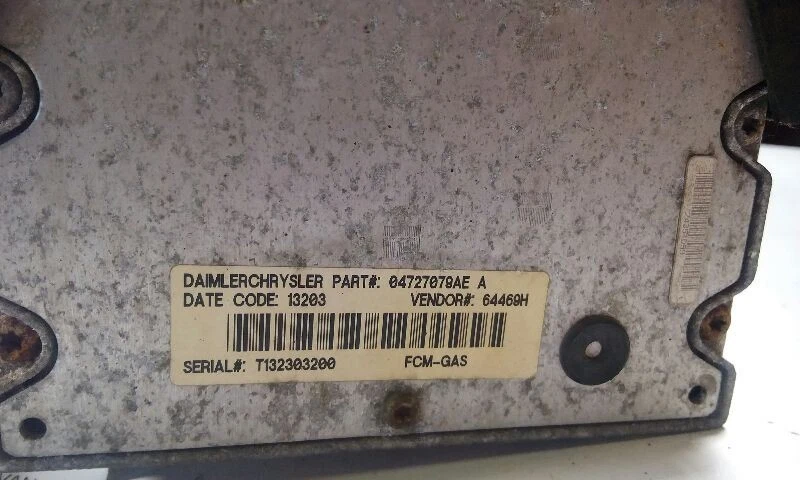 DAIMLERCHRYSLER PART#: 04727079AE A
DATE CODE: 13203 VENDOR#: 64469H
SERIAL#: T132303200 FCM-GAS